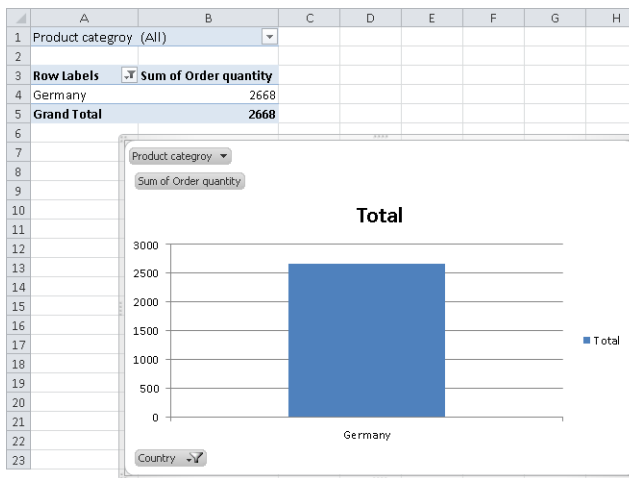 A B C D E F G H
1 Product categroy (All)
2
3 Row Labels Sum of Order quantity
4 Germany 2668
5 Grand Total 2668
6
7 Product categroy
8 Sum of Order quantity
9
10 Total
11
12 3000
13 2500
14 2000
15
16 1500
17 Total
18 1000
19 500
20 0
21
22 Germany
23 Country